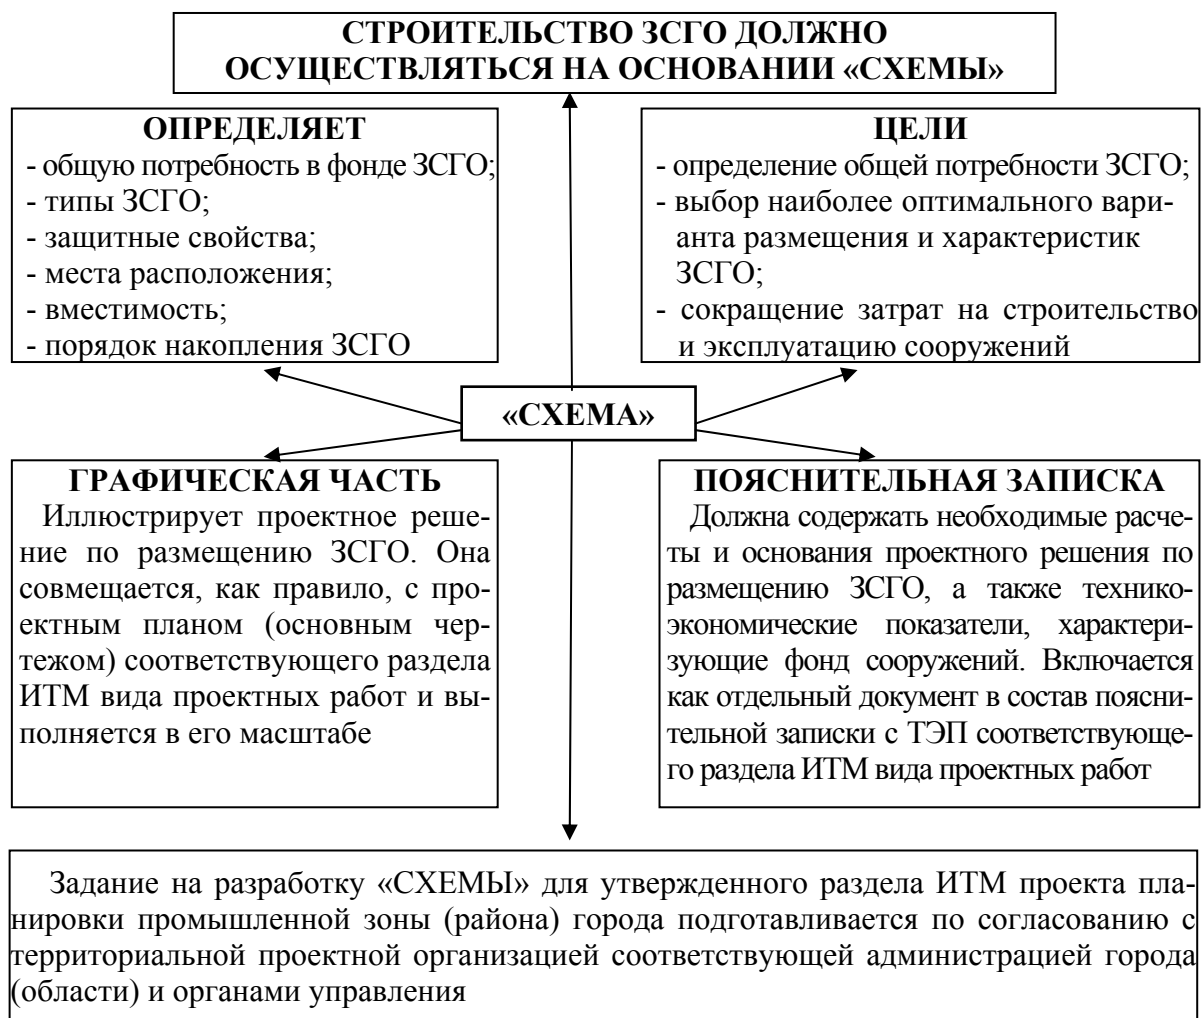 СТРОИТЕЛЬСТВО ЗСГО ДОЛЖНО
ОСУЩЕСТВЛЯТЬСЯ НА ОСНОВАНИИ «СХЕМЫ»
ОПРЕДЕЛЯЕТ
- общую потребность в фонде ЗСГО;
- типы ЗСГО;
- защитные свойства;
- места расположения;
- вместимость;
- порядок накопления ЗСГО
ЦЕЛИ
- определение общей потребности ЗСГО;
- выбор наиболее оптимального вари-
анта размещения и характеристик
ЗСГО;
- сокращение затрат на строительство
и эксплуатацию сооружений
«СХЕМА»
ГРАФИЧЕСКАЯ ЧАСТЬ
Иллюстрирует проектное реше-
ние по размещению ЗСГО. Она
совмещается, как правило, с про-
ектным планом (основным чер-
тежом) соответствующего раздела
ИТМ вида проектных работ и вы-
полняется в его масштабе
ПОЯСНИТЕЛЬНАЯ ЗАПИСКА
Должна содержать необходимые расче-
ты и основания проектного решения по
размещению ЗСГО, а также технико-
экономические показатели, характери-
зующие фонд сооружений. Включается
как отдельный документ в состав поясни-
тельной записки с ТЭП соответствующе-
го раздела ИТМ вида проектных работ
Задание на разработку «СХЕМЫ» для утвержденного раздела ИТМ проекта пла-
нировки промышленной зоны (района) города подготавливается по согласованию с
территориальной проектной организацией соответствующей администрацией города
(области) и органами управления